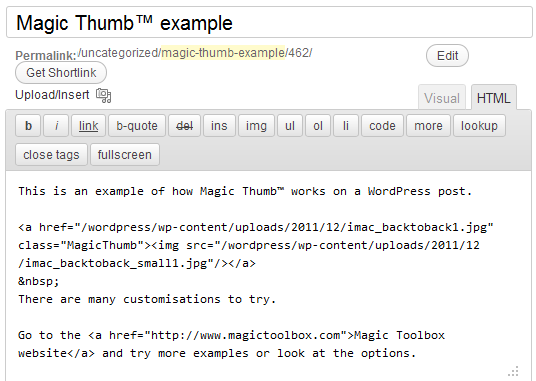 Magic Thumb™ example
Permalink: /uncategorized/magic-thumb-example/462/ Edit
Get Shortlink
Upload/Insert
Visual HTML
b i link b-quote del ins img ul ol li code more lookup
close tags fullscreen
This is an example of how Magic Thumb™ works on a WordPress post.
<a href="/wordpress/wp-content/uploads/2011/12/imac_backtoback1.jpg"
class="MagicThumb"><img src="/wordpress/wp-content/uploads/2011/12
/imac_backtoback_small1.jpg"/></a>
&nbsp;
There are many customisations to try.
Go to the <a href="http://www.magictoolbox.com">Magic Toolbox
website</a> and try more examples or look at the options.